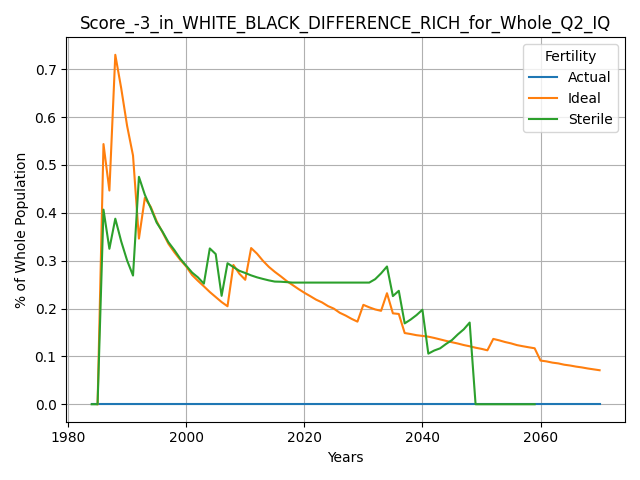 Score_-3_in_WHITE_BLACK_DIFFERENCE_RICH_for_Whole_Q2_IQ
Fertility
Actual
Ideal
Sterile
% of Whole Population
0.7
0.6
0.5
0.4
0.3
0.2
0.1
0.0
1980
2000
2020
2040
2060
Years